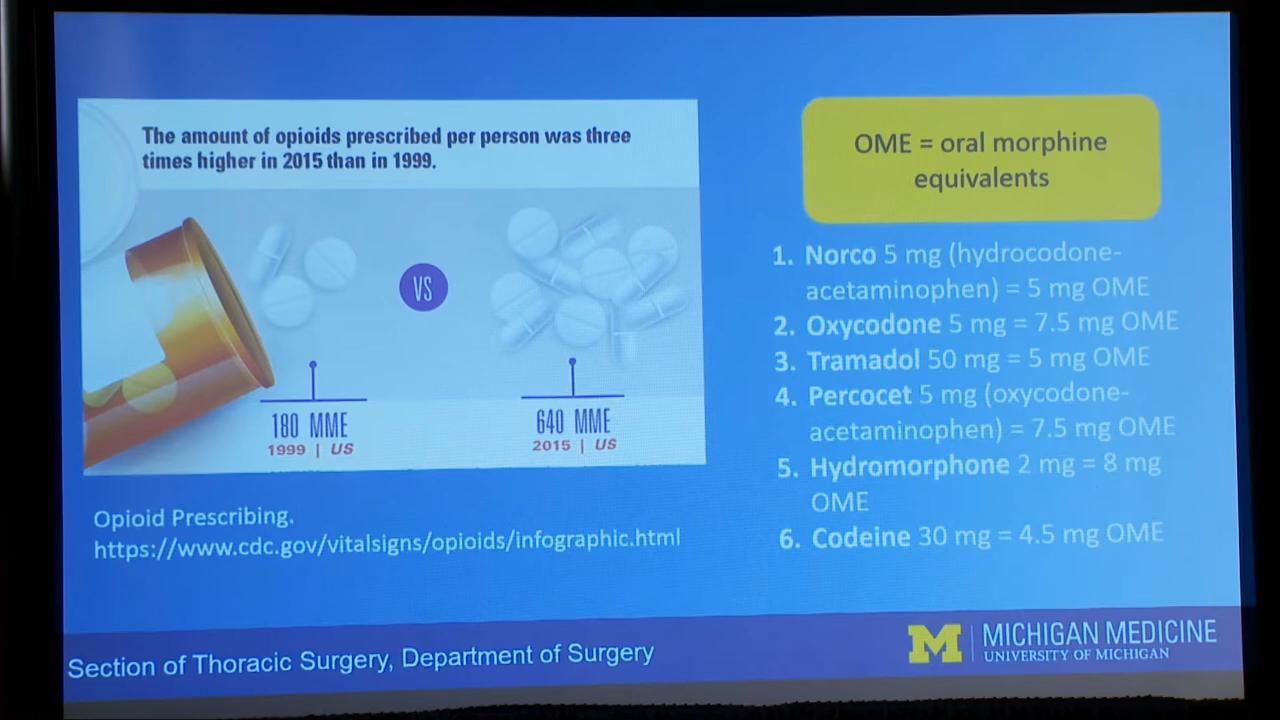 The amount of opioids prescribed per person was three
times higher in 2015 than in 1999.
VS
180 MME
1999 | US
640 MME
2015 | US
Opioid Prescribing.
https://www.cdc.gov/vitalsigns/opioids/infographic.html
OME = oral morphine
equivalents
1. Norco 5 mg (hydrocodone-
acetaminophen) = 5 mg OME
2. Oxycodone 5 mg = 7.5 mg OME
3. Tramadol 50 mg = 5 mg OME
4. Percocet 5 mg (oxycodone-
acetaminophen) = 7.5 mg OME
5. Hydromorphone 2 mg = 8 mg
OME
6. Codeine 30 mg = 4.5 mg OME
Section of Thoracic Surgery, Department of Surgery
M
MICHIGAN MEDICINE
UNIVERSITY OF MICHIGAN